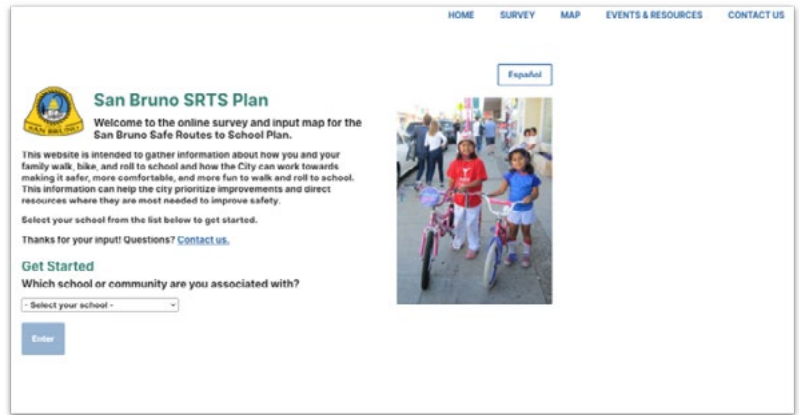 HOME SURVEY MAP EVENTS & RESOURCES CONTACT US
Español
SAN BRUNO
San Bruno SRTS Plan
Welcome to the online survey and input map for the
San Bruno Safe Routes to School Plan.
This website is intended to gather information about how you and your
family walk, bike, and roll to school and how the City can work towards
making it safer, more comfortable, and more fun to walk and roll to school.
This information can help the city prioritize improvements and direct
resources where they are most needed to improve safety.
Select your school from the list below to get started.
Thanks for your input! Questions? Contact us.
Get Started
Which school or community are you associated with?
- Select your school -
Enter